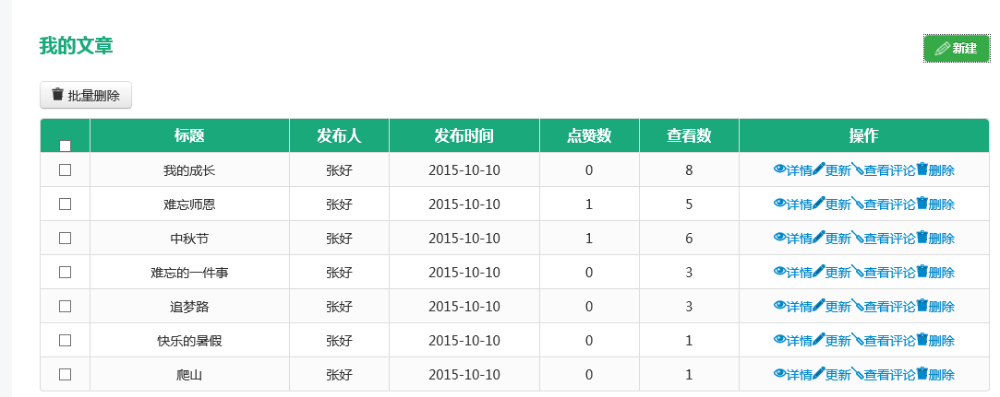 我的文章
新建
批量删除
标题 发布人 发布时间 点赞数 查看数 操作
我的成长 张好 2015-10-10 0 8 详情更新查看评论删除
难忘师恩 张好 2015-10-10 1 5 详情更新查看评论删除
中秋节 张好 2015-10-10 1 6 详情更新查看评论删除
难忘的一件事 张好 2015-10-10 0 3 详情更新查看评论删除
追梦路 张好 2015-10-10 0 3 详情更新查看评论删除
快乐的暑假 张好 2015-10-10 0 1 详情更新查看评论删除
爬山 张好 2015-10-10 0 1 详情更新查看评论删除